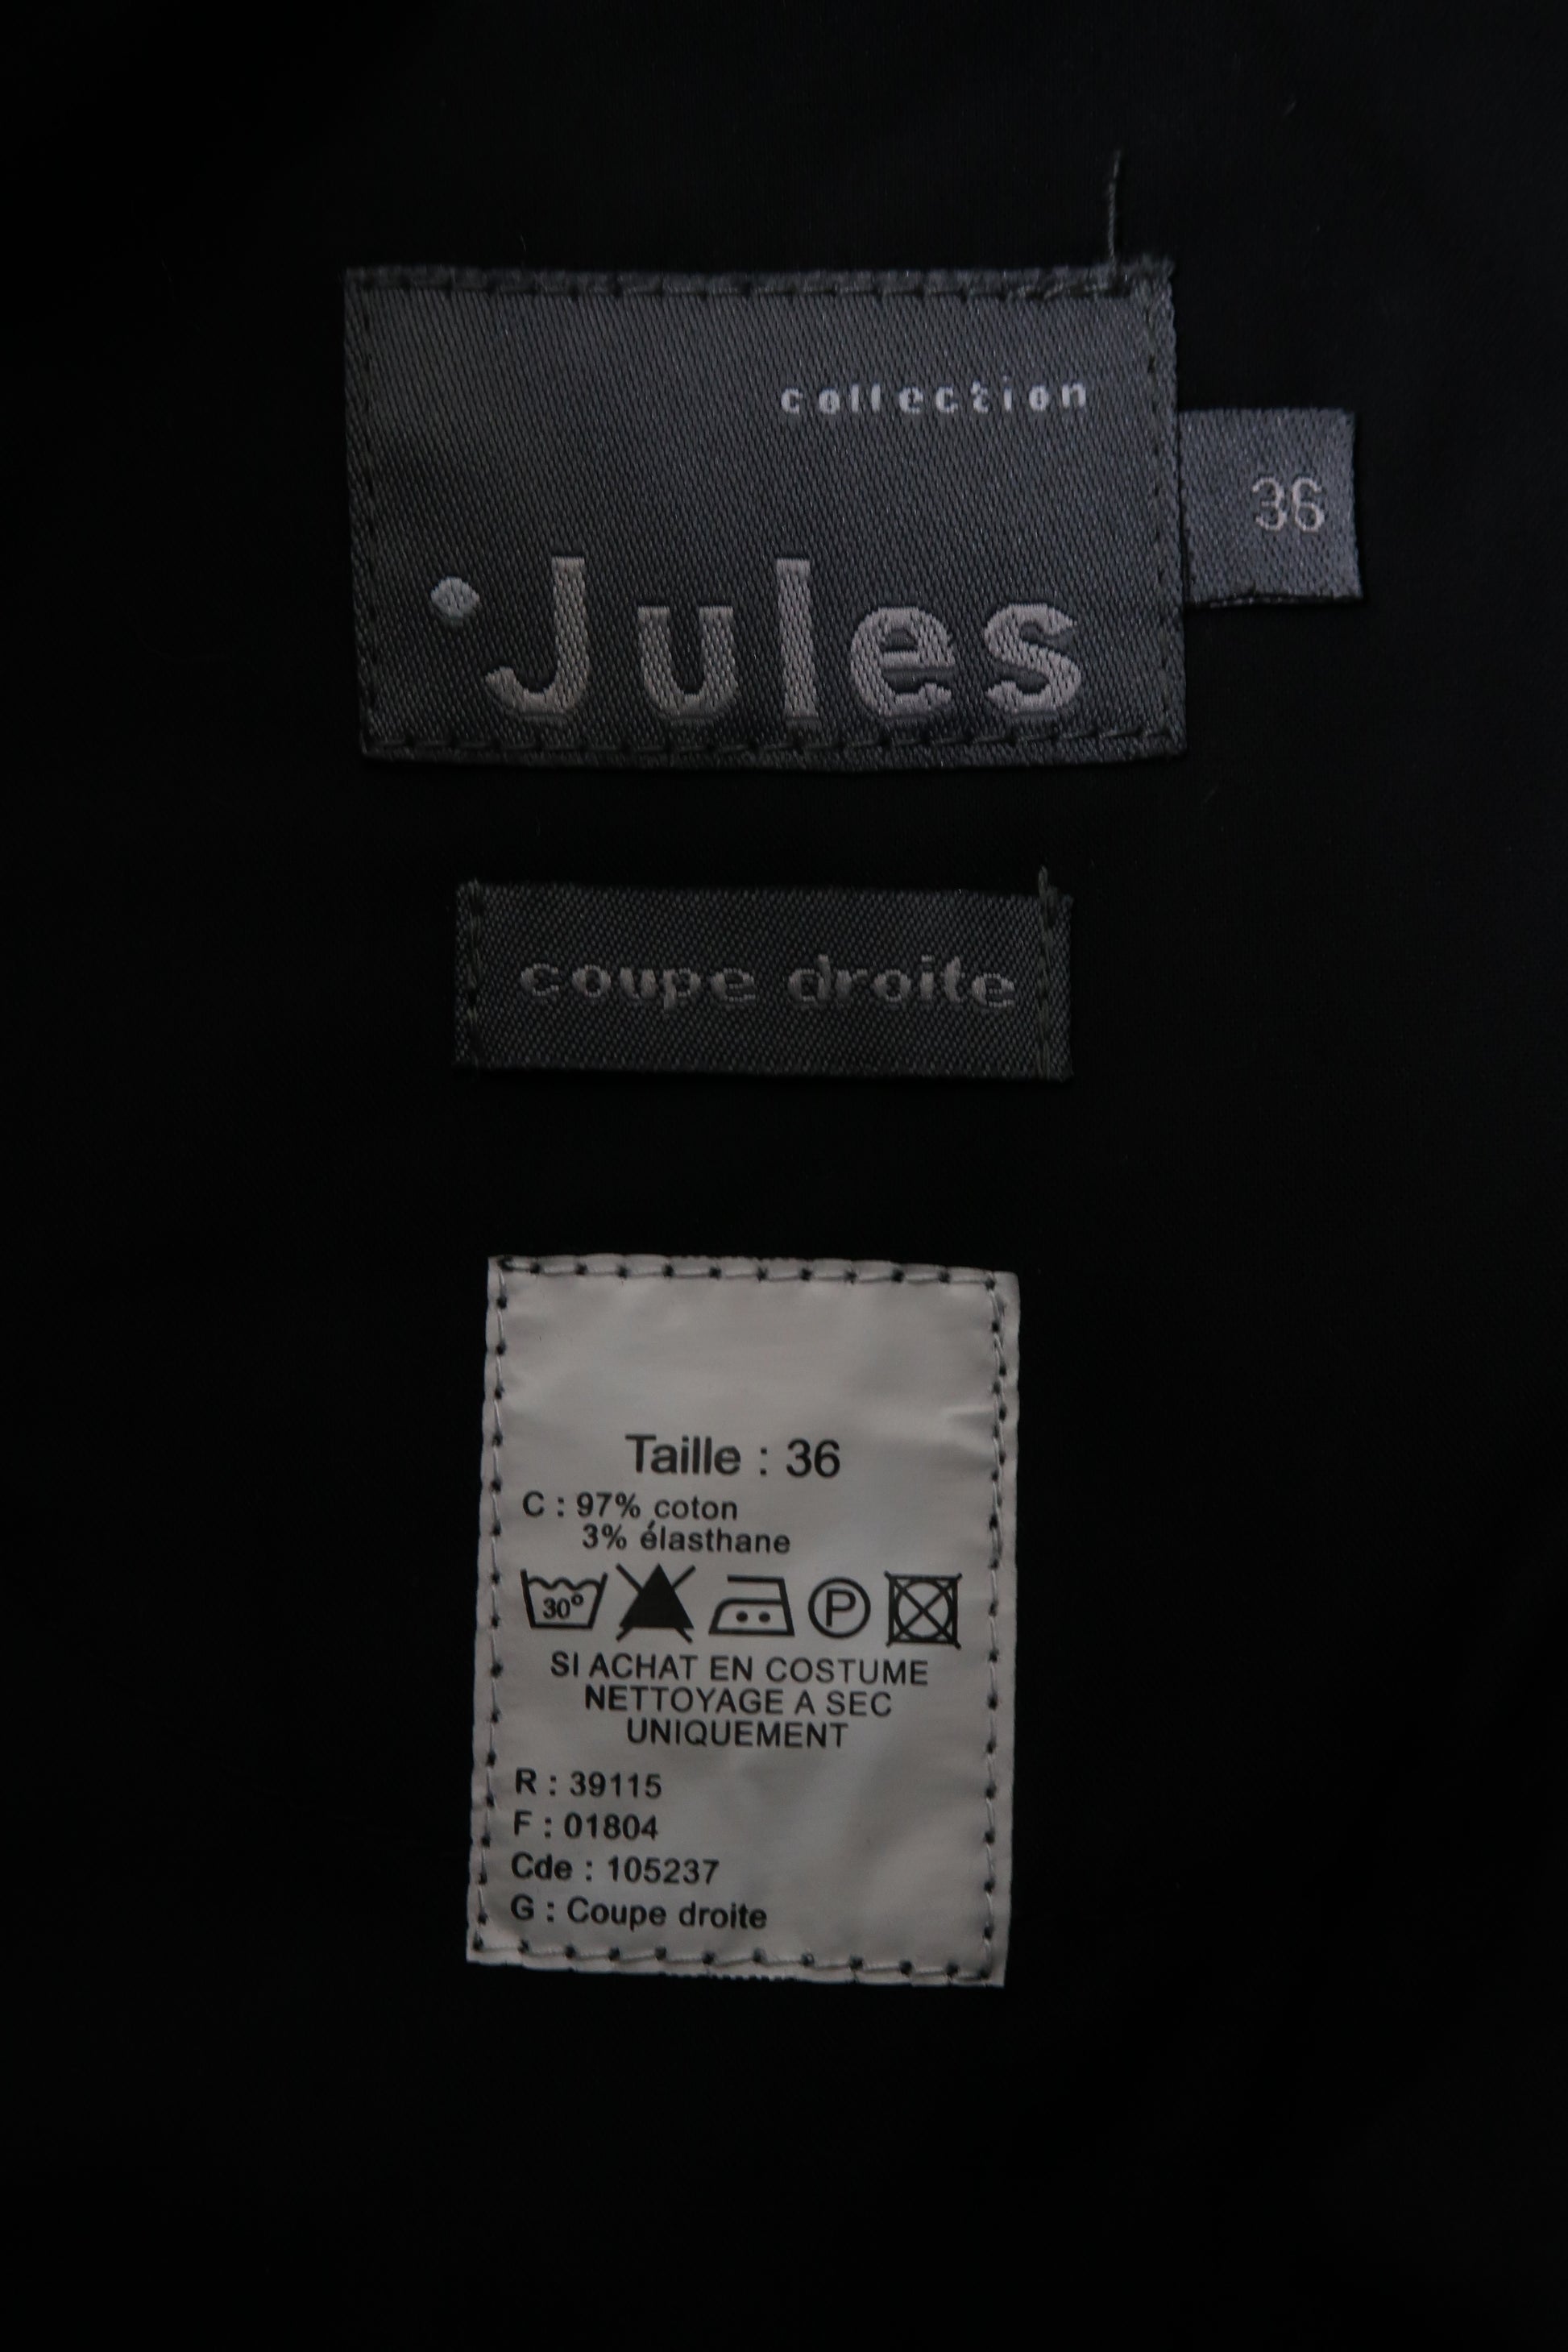 collection
Jules
36
coupe droite
Taille : 36
C : 97% coton
3% élasthane
30°
P
SI ACHAT EN COSTUME
NETTOYAGE A SEC
UNIQUEMENT
R : 39115
F : 01804
Cde : 105237
G : Coupe droite